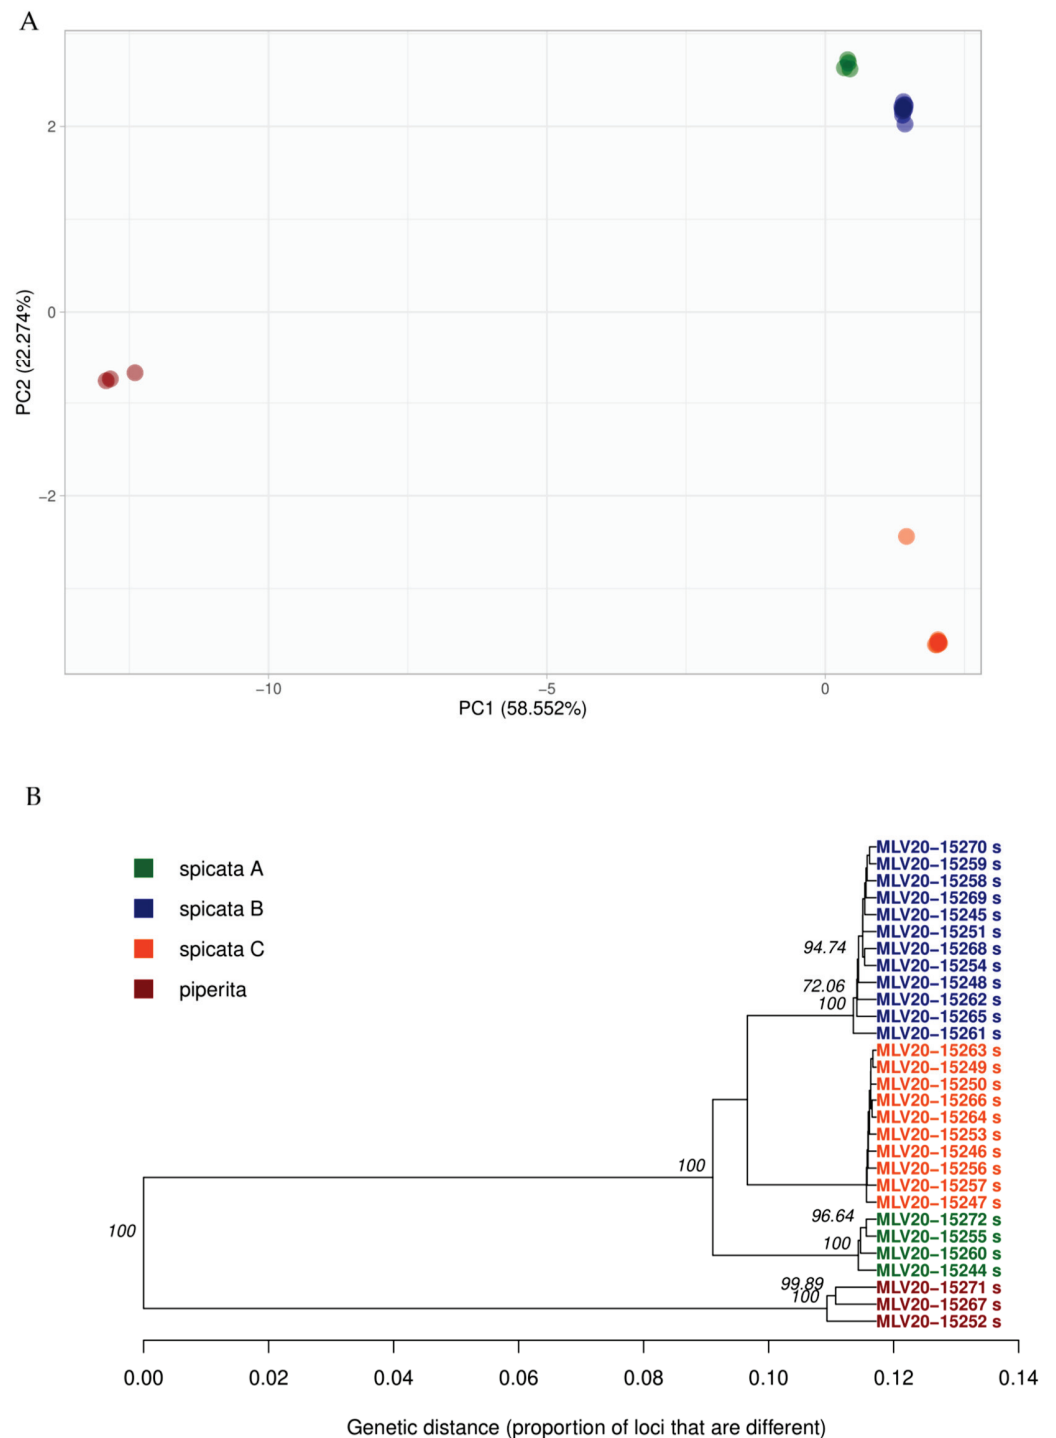 A
2
0
−2
PC2 (22.274%)
−10
−5
0
PC1 (58.552%)
B
spicata A
spicata B
spicata C
piperita
MLV20−15270 s
MLV20−15259 s
MLV20−15258 s
MLV20−15269 s
MLV20−15245 s
MLV20−15251 s
94.74
MLV20−15268 s
MLV20−15254 s
MLV20−15248 s
72.06
MLV20−15262 s
100
MLV20−15265 s
MLV20−15261 s
MLV20−15263 s
MLV20−15249 s
MLV20−15250 s
MLV20−15266 s
MLV20−15264 s
MLV20−15253 s
MLV20−15246 s
100
MLV20−15256 s
MLV20−15257 s
MLV20−15247 s
96.64
MLV20−15272 s
100
MLV20−15255 s
100
MLV20−15260 s
MLV20−15244 s
99.89
MLV20−15271 s
100
MLV20−15267 s
MLV20−15252 s
0.00 0.02 0.04 0.06 0.08 0.10 0.12 0.14
Genetic distance (proportion of loci that are different)